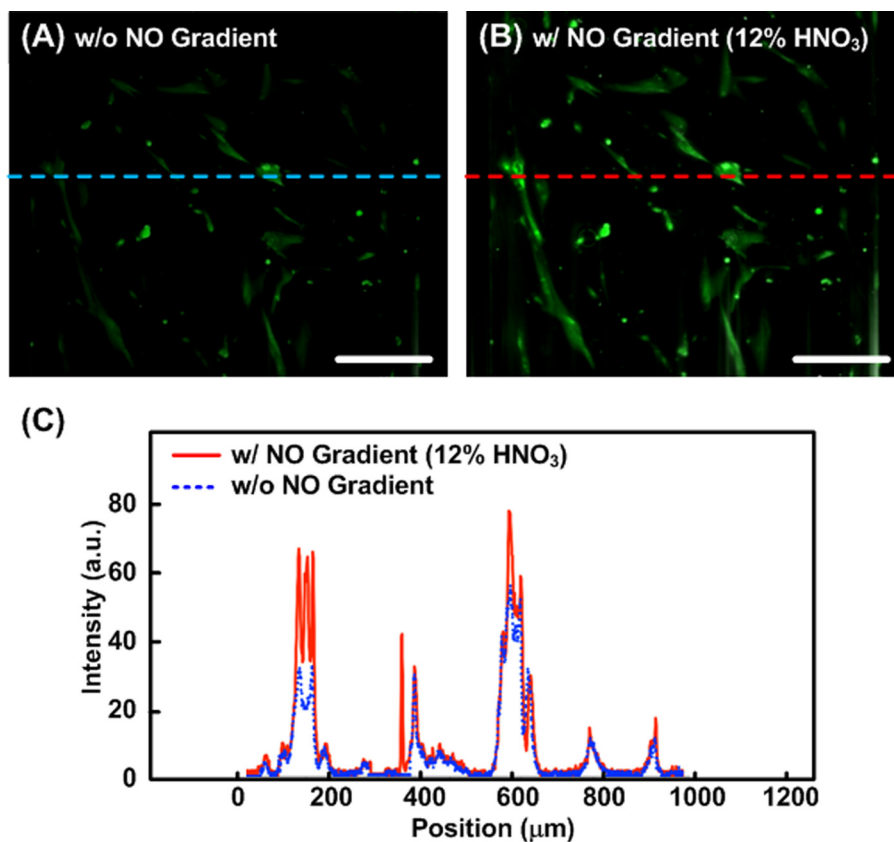 (A) w/o NO Gradient
(B) w/ NO Gradient (12% HNO₃)
(C)
w/ NO Gradient (12% HNO₃)
w/o NO Gradient
Intensity (a.u.)
80
60
40
20
0
0 200 400 600 800 1000 1200
Position (μm)